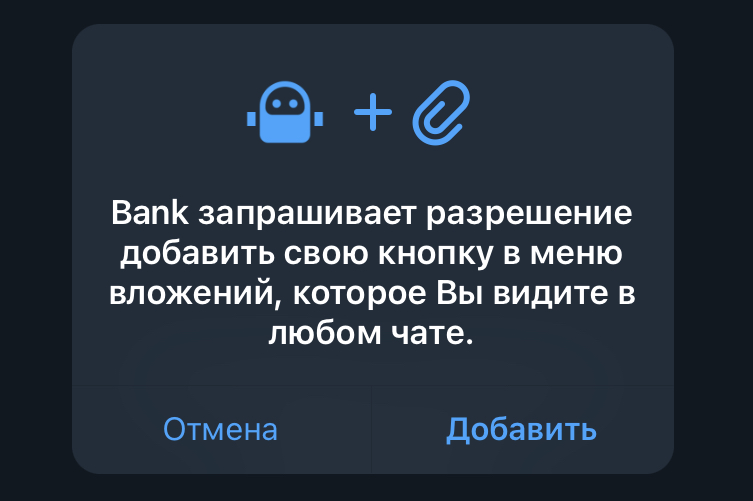 Bank запрашивает разрешение
добавить свою кнопку в меню
вложений, которое Вы видите в
любом чате.
Отмена
Добавить